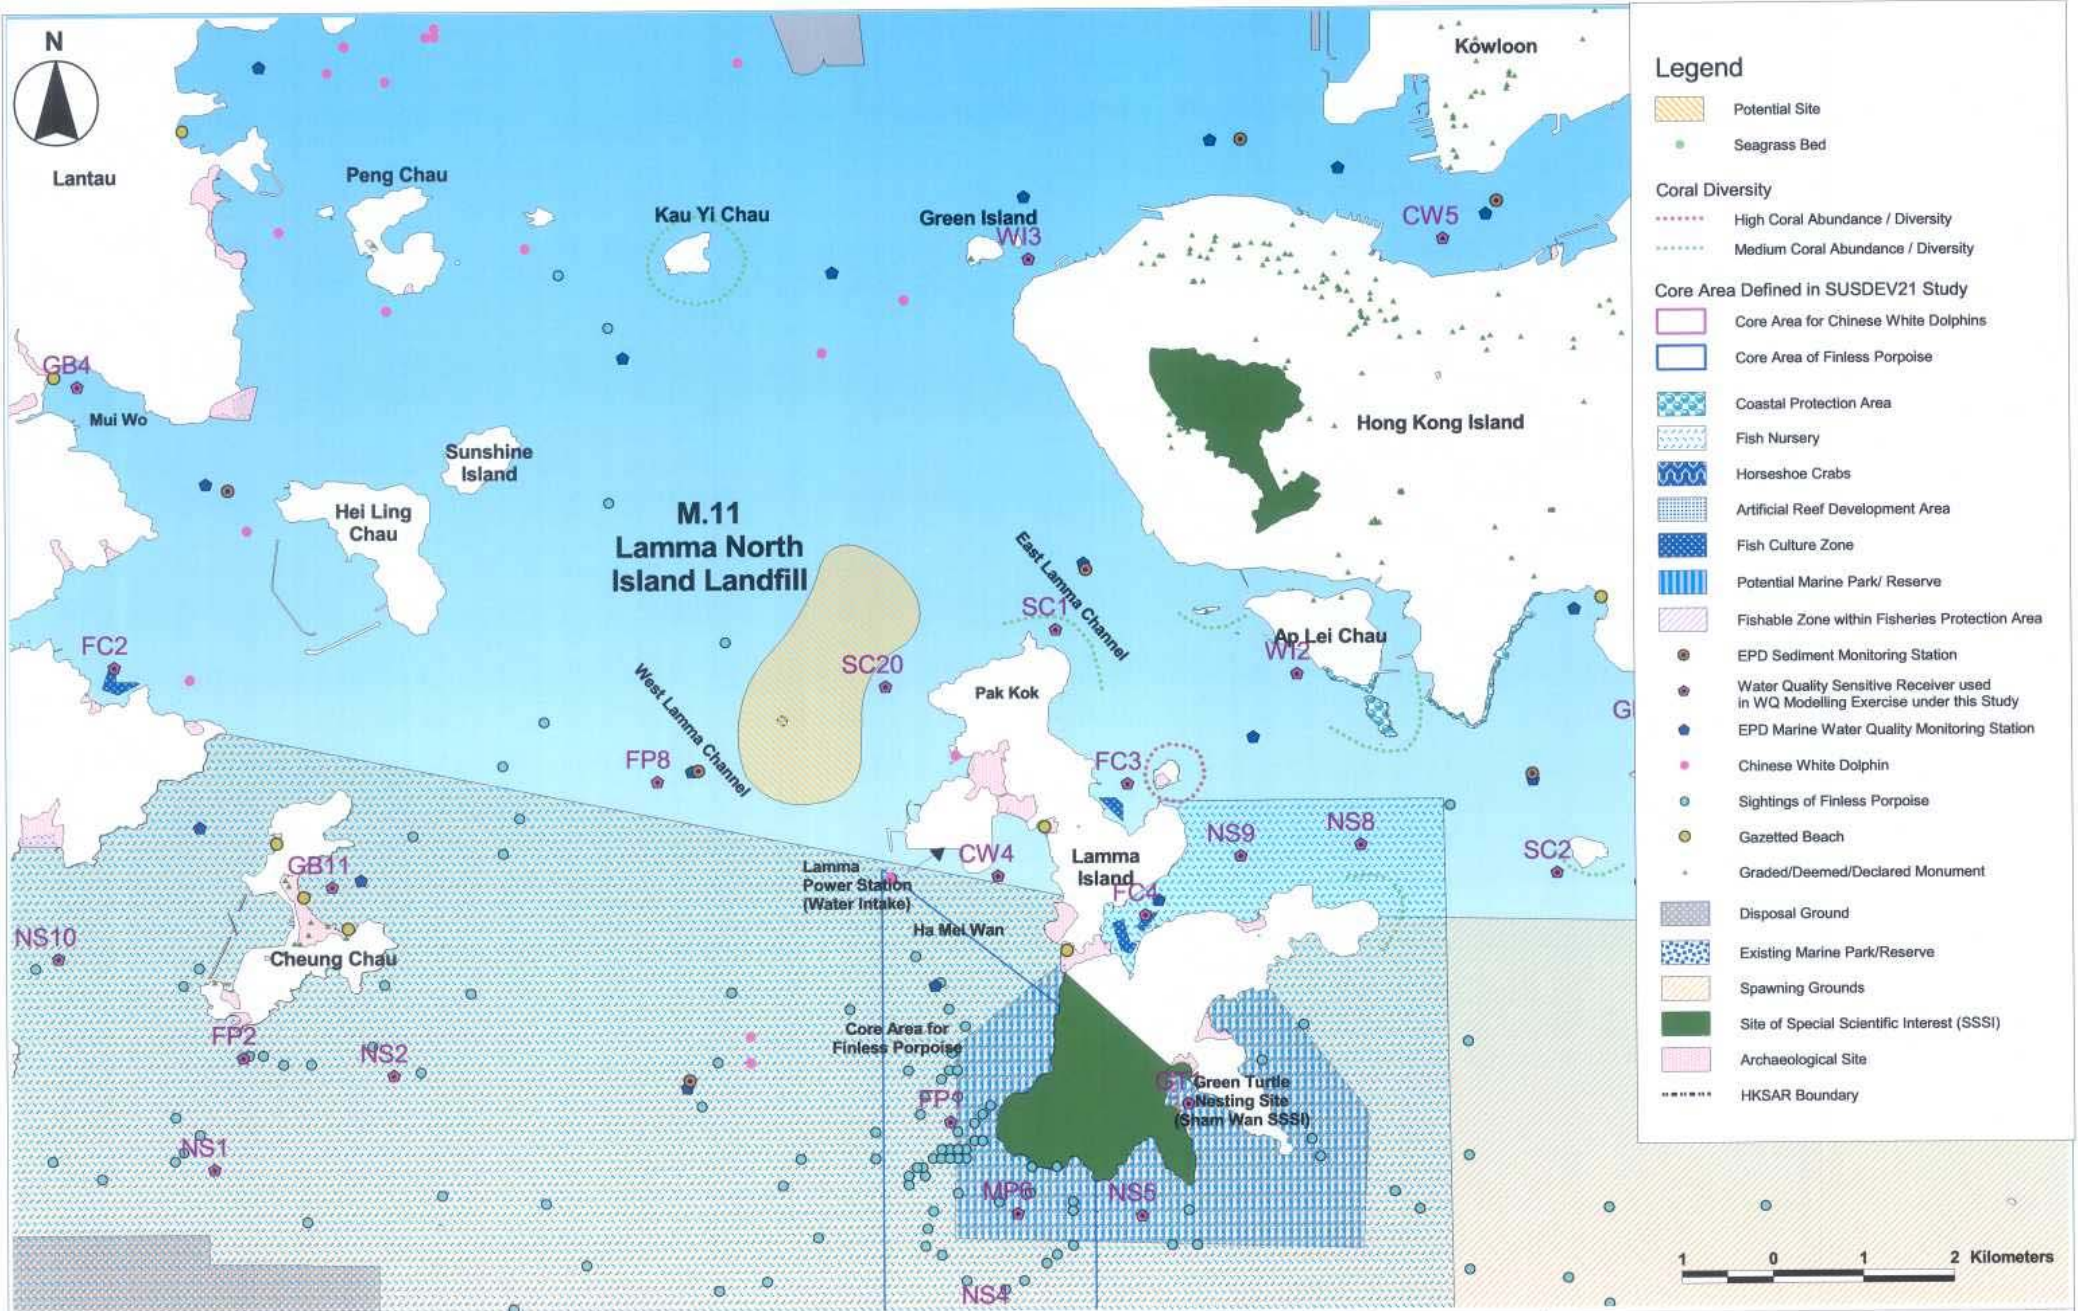 N
Kowloon
Lantau
Peng Chau
Kau Yi Chau
Green Island
WI3
CW5
GB4
Mui Wo
Sunshine
Island
Hei Ling
Chau
Hong Kong Island
M.11
Lamma North
Island Landfill
East Lamma Channel
SC1
Ap Lei Chau
WI2
FC2
SC20
West Lamma Channel
Pak Kok
FP8
FC3
NS9
NS8
SC2
GB11
Lamma
Power Station
(Water Intake)
CW4
Lamma
Island
FC4
NS10
Ha Mei Wan
Cheung Chau
FP2
NS2
Core Area for
Finless Porpoise
FP1
GT1
Green Turtle
Nesting Site
(Sham Wan SSSI)
NS1
MP6
NS5
NS4
Legend
Potential Site
Seagrass Bed
Coral Diversity
High Coral Abundance / Diversity
Medium Coral Abundance / Diversity
Core Area Defined in SUSDEV21 Study
Core Area for Chinese White Dolphins
Core Area of Finless Porpoise
Coastal Protection Area
Fish Nursery
Horseshoe Crabs
Artificial Reef Development Area
Fish Culture Zone
Potential Marine Park/ Reserve
Fishable Zone within Fisheries Protection Area
EPD Sediment Monitoring Station
Water Quality Sensitive Receiver used
in WQ Modelling Exercise under this Study
EPD Marine Water Quality Monitoring Station
Chinese White Dolphin
Sightings of Finless Porpoise
Gazetted Beach
Graded/Deemed/Declared Monument
Disposal Ground
Existing Marine Park/Reserve
Spawning Grounds
Site of Special Scientific Interest (SSSI)
Archaeological Site
HKSAR Boundary
1 0 1 2 Kilometers